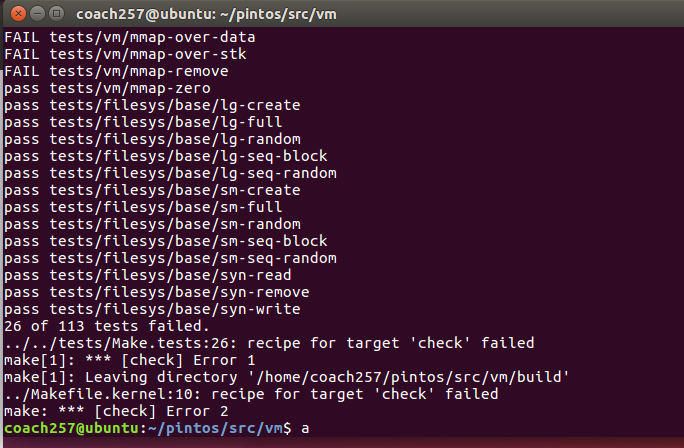 coach257@ubuntu: ~/pintos/src/vm
FAIL tests/vm/mmap-over-data
FAIL tests/vm/mmap-over-stk
FAIL tests/vm/mmap-remove
pass tests/vm/mmap-zero
pass tests/filesys/base/lg-create
pass tests/filesys/base/lg-full
pass tests/filesys/base/lg-random
pass tests/filesys/base/lg-seq-block
pass tests/filesys/base/lg-seq-random
pass tests/filesys/base/sm-create
pass tests/filesys/base/sm-full
pass tests/filesys/base/sm-random
pass tests/filesys/base/sm-seq-block
pass tests/filesys/base/sm-seq-random
pass tests/filesys/base/syn-read
pass tests/filesys/base/syn-remove
pass tests/filesys/base/syn-write
26 of 113 tests failed.
../../tests/Make.tests:26: recipe for target 'check' failed
make[1]: *** [check] Error 1
make[1]: Leaving directory '/home/coach257/pintos/src/vm/build'
../Makefile.kernel:10: recipe for target 'check' failed
make: *** [check] Error 2
coach257@ubuntu:~/pintos/src/vm$ a